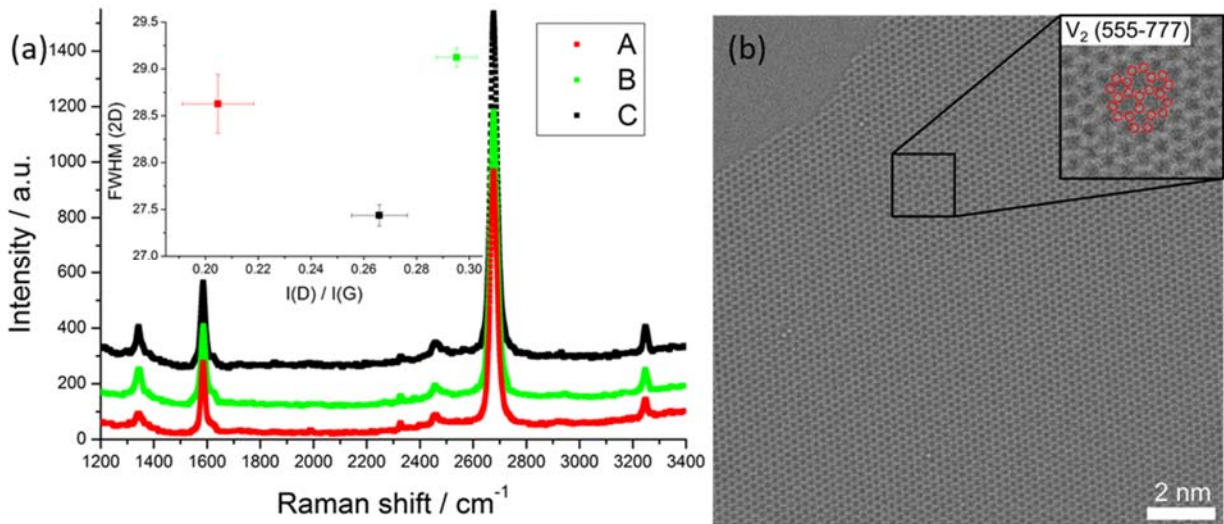 (a)
1400
1200
1000
800
600
400
200
0
Intensity / a.u.
1200 1400 1600 1800 2000 2200 2400 2600 2800 3000 3200 3400
Raman shift / cm⁻¹
29.5
29.0
28.5
28.0
27.5
27.0
FWHM (2D)
0.20 0.22 0.24 0.26 0.28 0.30
I(D) / I(G)
A
B
C
(b)
V₂ (555-777)
2 nm